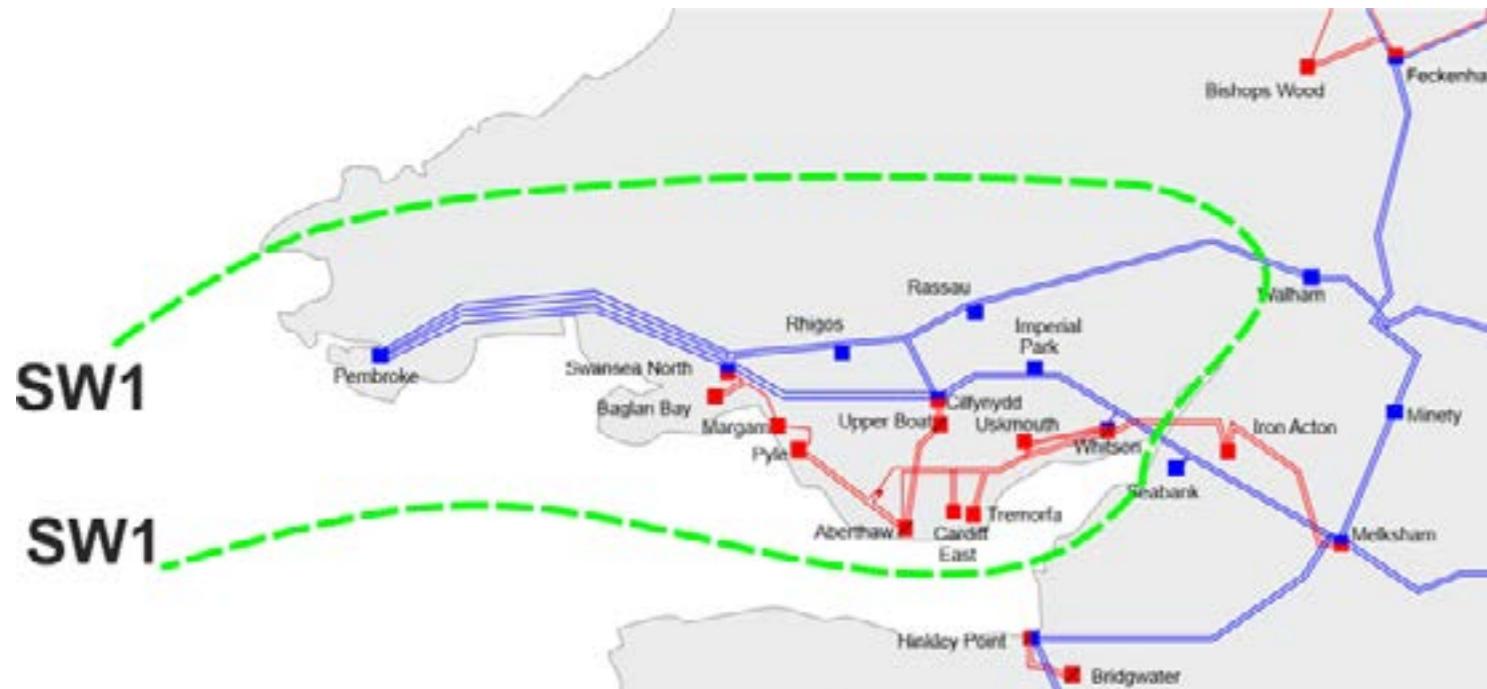 Bishops Wood
Feckenha
SW1
Pembroke
Swansea North
Baglan Bay
Margam
Pyle
Rhigos
Rassau
Imperial
Park
Walham
Cilfynydd
Upper Boat
Uskmouth
Whitson
Iron Acton
Minety
Seabank
Aberthaw
Cardiff
East
Tremorfa
Melksham
SW1
Hinkley Point
Bridgwater